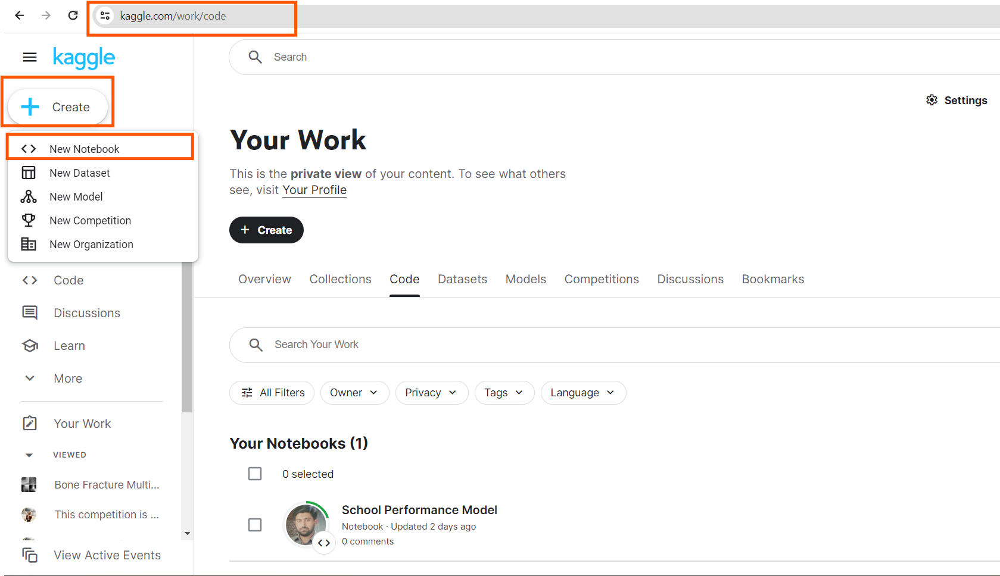 kaggle.com/work/code
kaggle
Search
Create
Settings
New Notebook
New Dataset
New Model
New Competition
New Organization
Your Work
This is the private view of your content. To see what others
see, visit Your Profile
+ Create
Overview Collections Code Datasets Models Competitions Discussions Bookmarks
Code
Discussions
Learn
More
Your Work
VIEWED
Bone Fracture Multi...
This competition is ...
View Active Events
Search Your Work
All Filters Owner Privacy Tags Language
Your Notebooks (1)
0 selected
School Performance Model
Notebook · Updated 2 days ago
0 comments